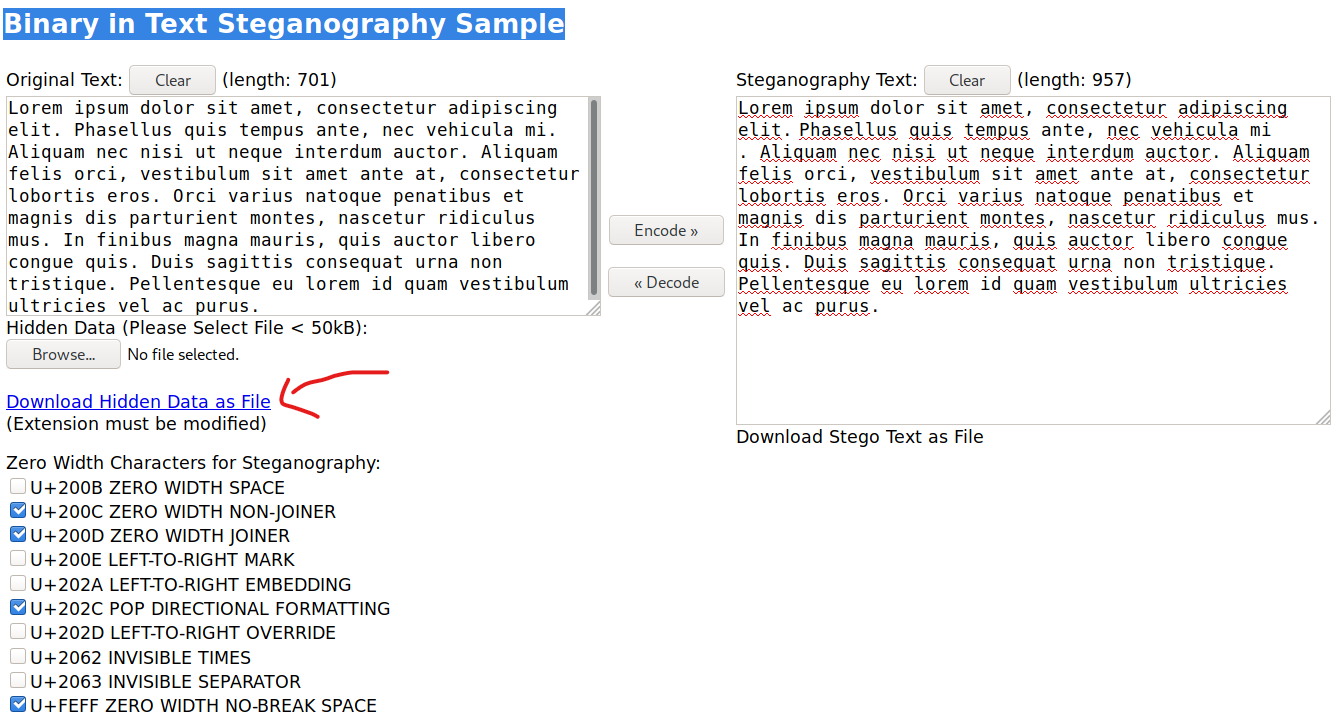 Binary in Text Steganography Sample
Original Text: Clear (length: 701)
Lorem ipsum dolor sit amet, consectetur adipiscing
elit. Phasellus quis tempus ante, nec vehicula mi.
Aliquam nec nisi ut neque interdum auctor. Aliquam
felis orci, vestibulum sit amet ante at, consectetur
lobortis eros. Orci varius natoque penatibus et
magnis dis parturient montes, nascetur ridiculus
mus. In finibus magna mauris, quis auctor libero
congue quis. Duis sagittis consequat urna non
tristique. Pellentesque eu lorem id quam vestibulum
ultricies vel ac purus.
Hidden Data (Please Select File < 50kB):
Browse... No file selected.
Download Hidden Data as File
(Extension must be modified)
Zero Width Characters for Steganography:
U+200B ZERO WIDTH SPACE
U+200C ZERO WIDTH NON-JOINER
U+200D ZERO WIDTH JOINER
U+200E LEFT-TO-RIGHT MARK
U+202A LEFT-TO-RIGHT EMBEDDING
U+202C POP DIRECTIONAL FORMATTING
U+202D LEFT-TO-RIGHT OVERRIDE
U+2062 INVISIBLE TIMES
U+2063 INVISIBLE SEPARATOR
U+FEFF ZERO WIDTH NO-BREAK SPACE
Encode »
« Decode
Steganography Text: Clear (length: 957)
Lorem ipsum dolor sit amet, consectetur adipiscing
elit. Phasellus quis tempus ante, nec vehicula mi
. Aliquam nec nisi ut neque interdum auctor. Aliquam
felis orci, vestibulum sit amet ante at, consectetur
lobortis eros. Orci varius natoque penatibus et
magnis dis parturient montes, nascetur ridiculus mus.
In finibus magna mauris, quis auctor libero congue
quis. Duis sagittis consequat urna non tristique.
Pellentesque eu lorem id quam vestibulum ultricies
vel ac purus.
Download Stego Text as File